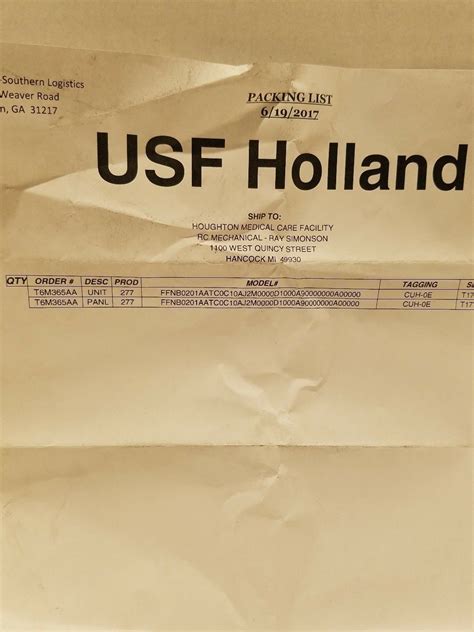 -Southern Logistics
Weaver Road
n, GA 31217
PACKING LIST
6/19/2017
USF Holland
SHIP TO:
HOUGHTON MEDICAL CARE FACILITY
RC MECHANICAL - RAY SIMONSON
1100 WEST QUINCY STREET
HANCOCK MI 49930
QTY ORDER # DESC PROD MODEL# TAGGING
T6M365AA UNIT 277 FFNB0201AATC0C10AJ2M0000D1000A90000000A00000 CUH-0E T17
T6M365AA PANL 277 FFNB0201AATC0C10AJ2M0000D1000A90000000A00000 CUH-0E T17